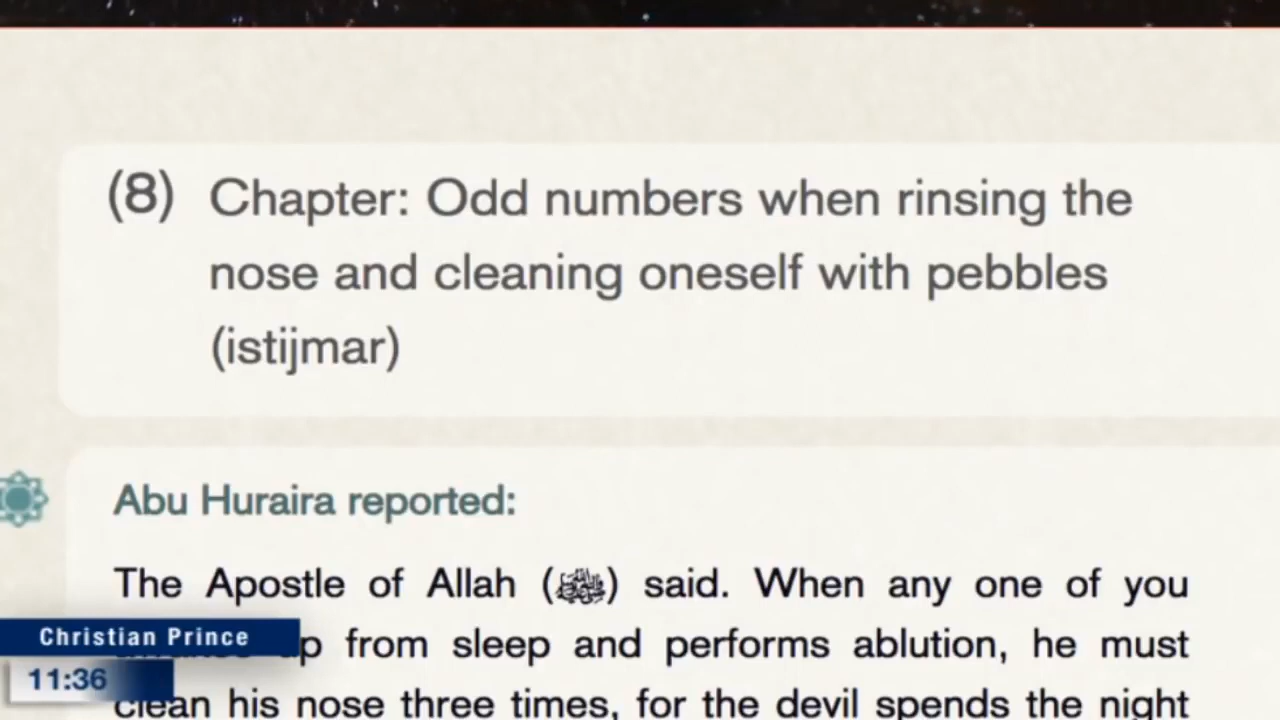 (8) Chapter: Odd numbers when rinsing the
nose and cleaning oneself with pebbles
(istijmar)
Abu Huraira reported:
The Apostle of Allah (ﷺ) said. When any one of you
up from sleep and performs ablution, he must
clean his nose three times, for the devil spends the night
Christian Prince
11:36